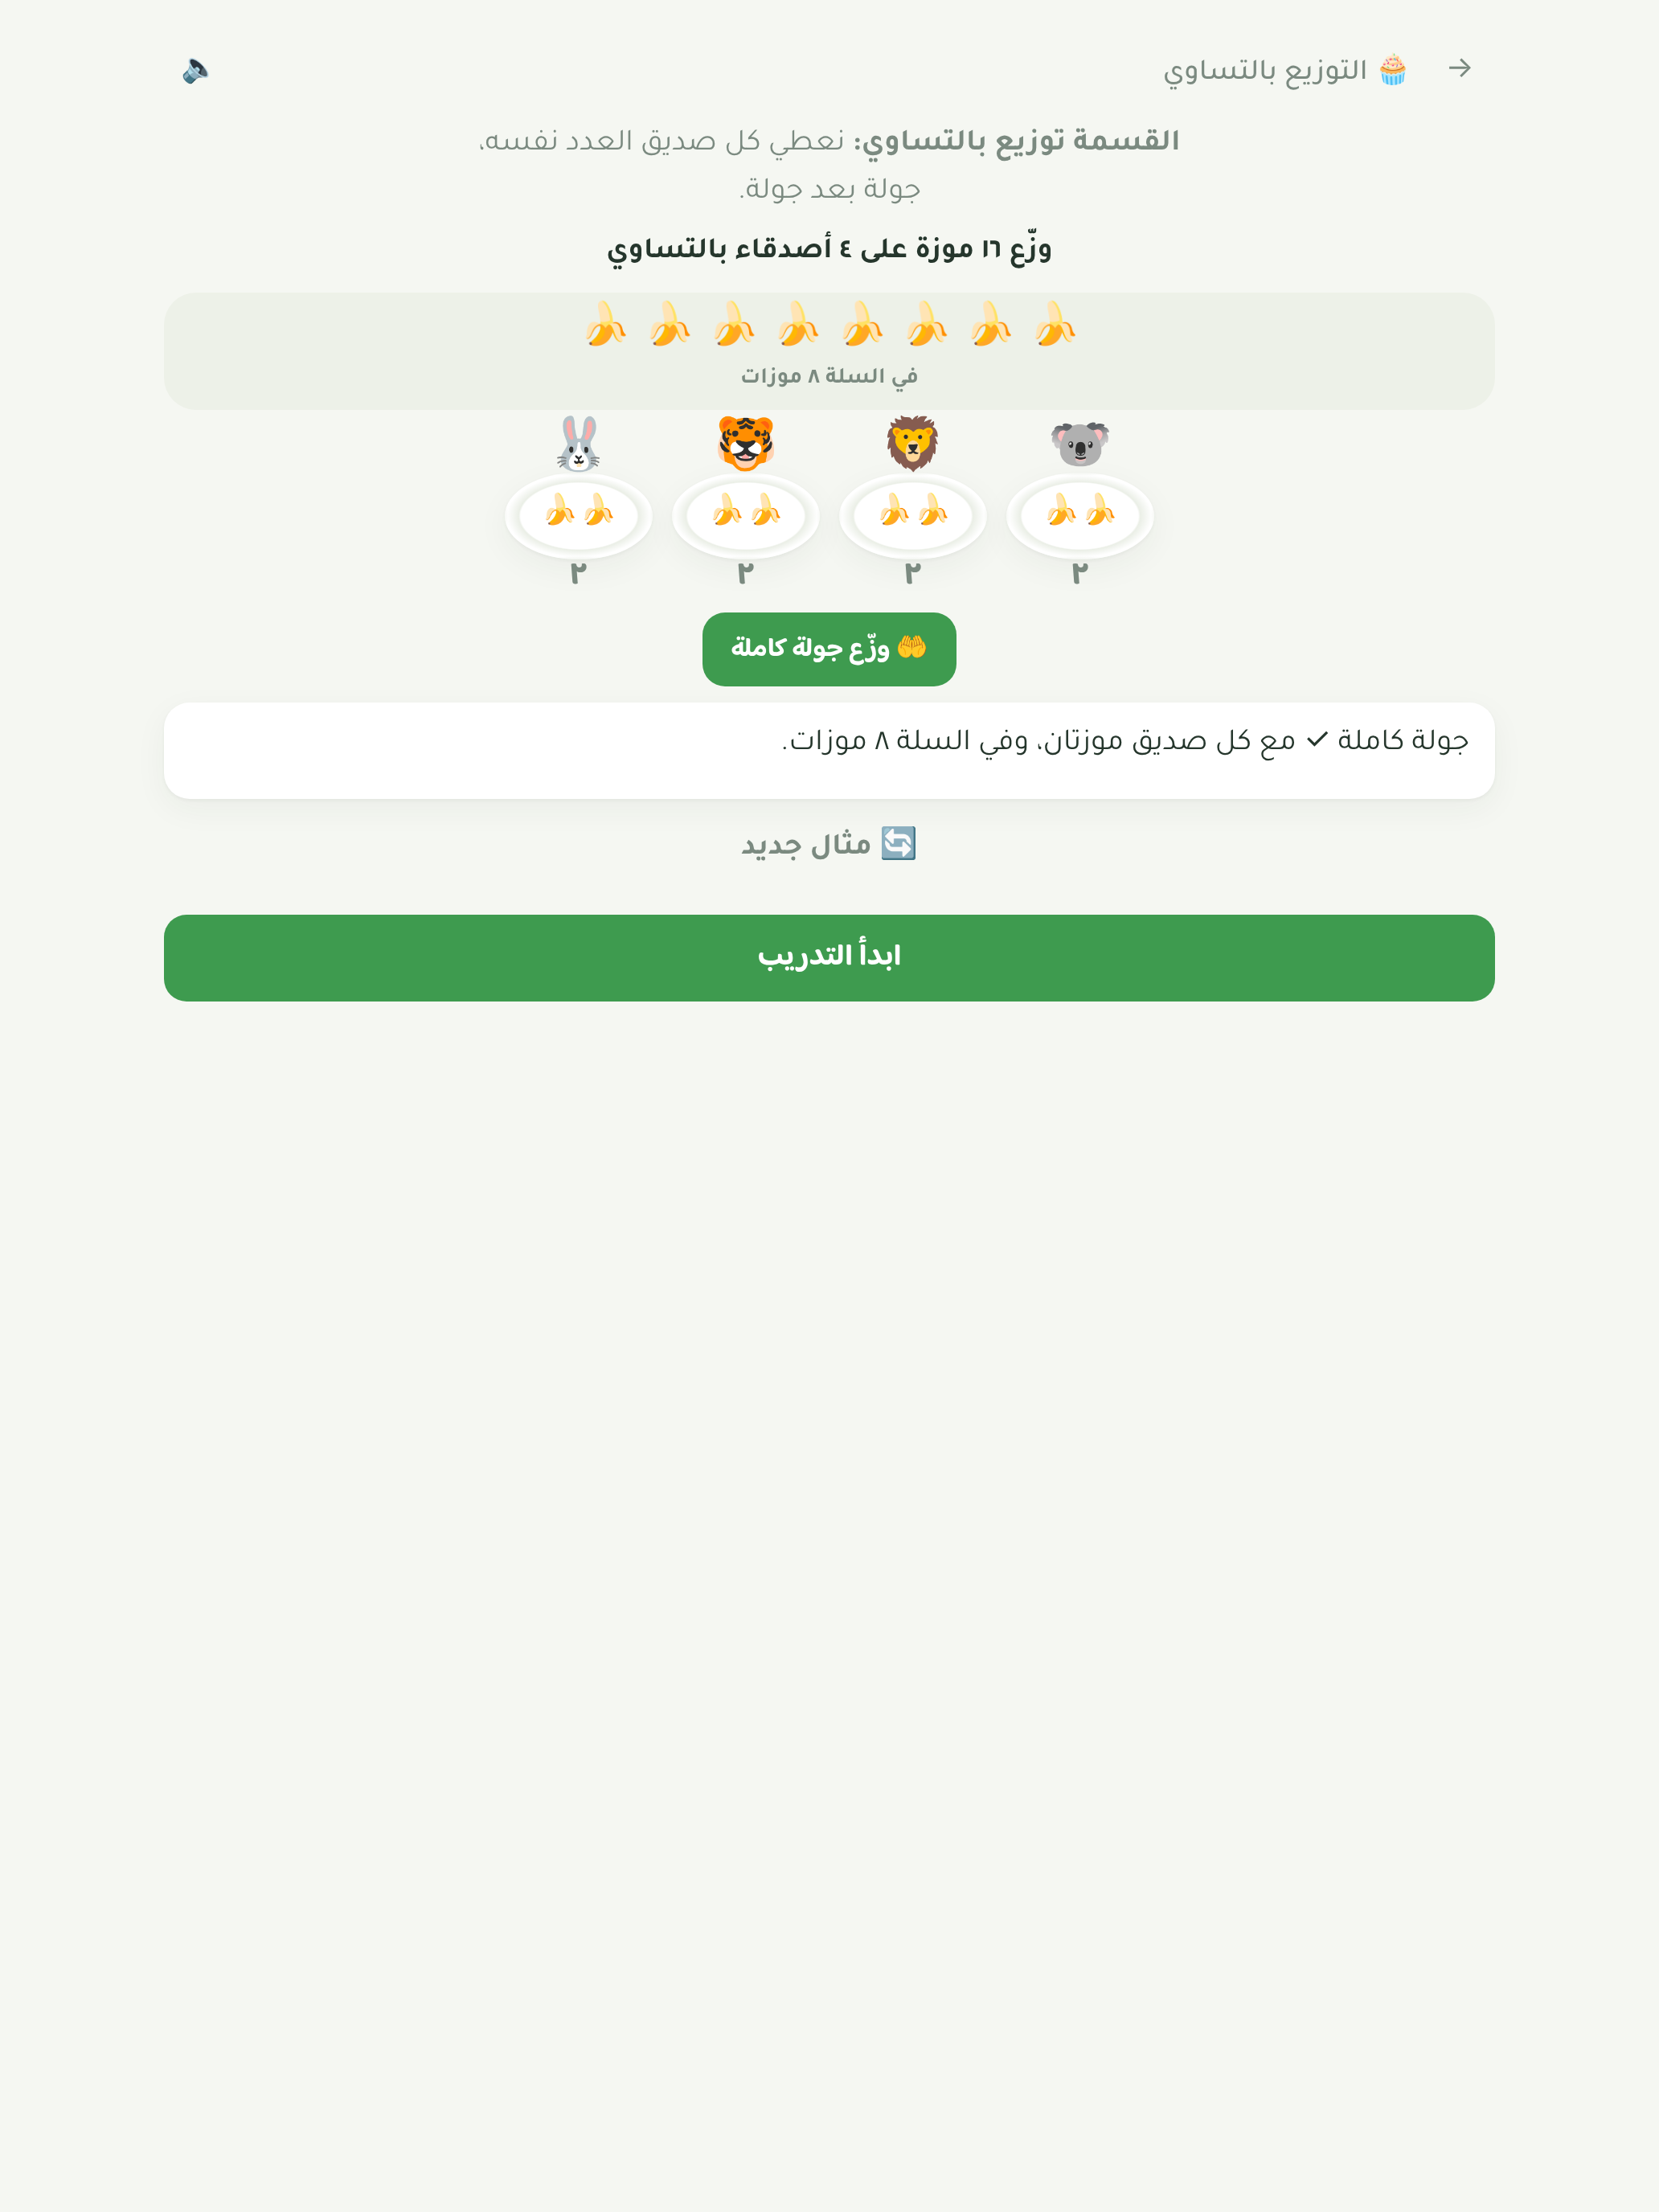 التوزيع بالتساوي
القسمة توزيع بالتساوي: نعطي كل صديق العدد نفسه،
جولة بعد جولة.
وزّع ١٦ موزة على ٤ أصدقاء بالتساوي
في السلة ٨ موزات
٢ ٢ ٢ ٢
وزّع جولة كاملة
جولة كاملة ✓ مع كل صديق موزتان، وفي السلة ٨ موزات.
مثال جديد
ابدأ التدريب